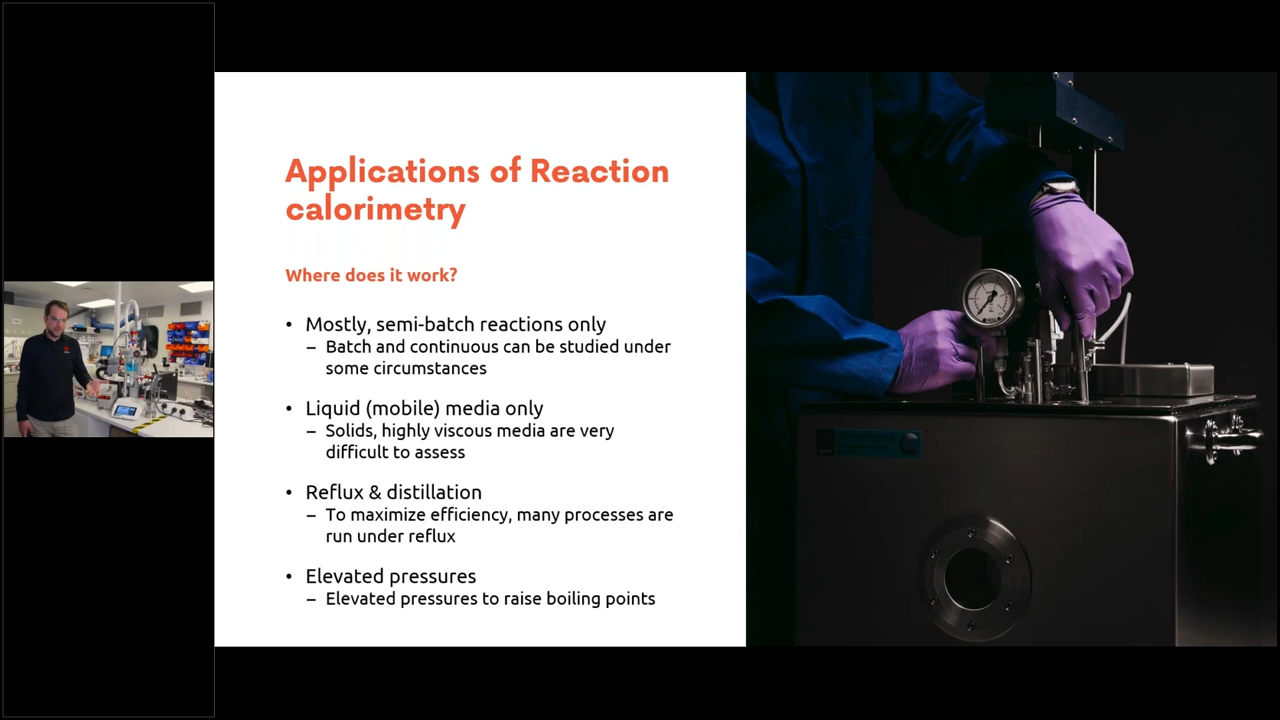 Applications of Reaction
calorimetry
Where does it work?
• Mostly, semi-batch reactions only
– Batch and continuous can be studied under
some circumstances
• Liquid (mobile) media only
– Solids, highly viscous media are very
difficult to assess
• Reflux & distillation
– To maximize efficiency, many processes are
run under reflux
• Elevated pressures
– Elevated pressures to raise boiling points